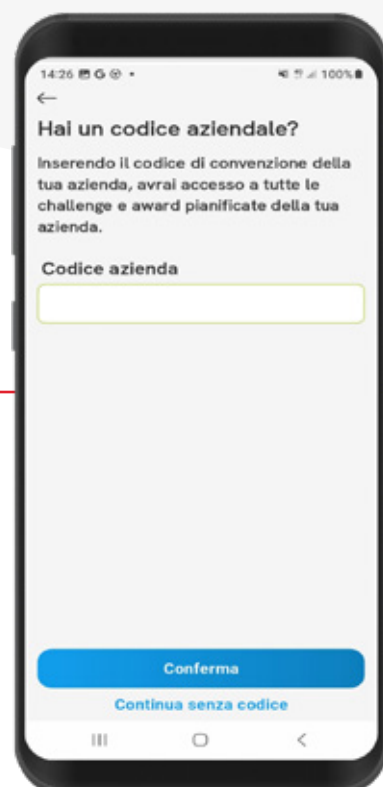 14:26
100%
Hai un codice aziendale?
Inserendo il codice di convenzione della
tua azienda, avrai accesso a tutte le
challenge e award pianificate della tua
azienda.
Codice azienda
Conferma
Continua senza codice